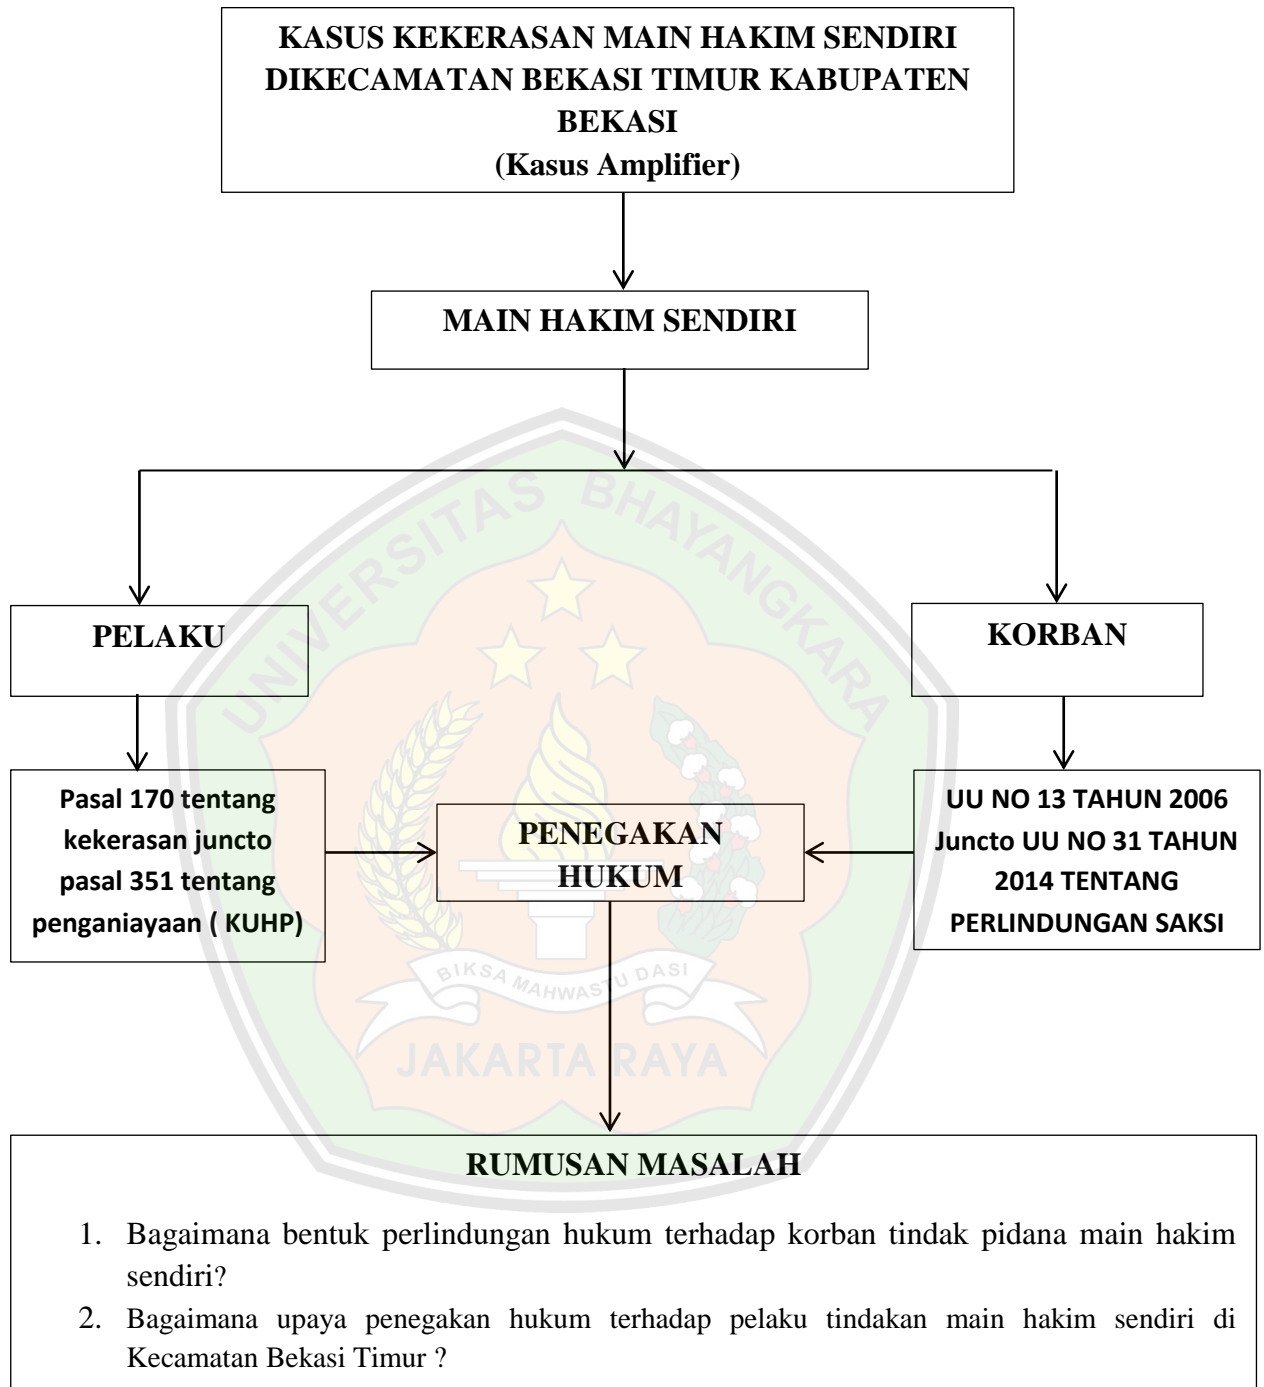 KASUS KEKERASAN MAIN HAKIM SENDIRI
DIKECAMATAN BEKASI TIMUR KABUPATEN
BEKASI
(Kasus Amplifier)
MAIN HAKIM SENDIRI
UNIVERSITAS BHAYANGKARA
PELAKU
KORBAN
Pasal 170 tentang
kekerasan juncto
pasal 351 tentang
penganiayaan ( KUHP)
PENEGAKAN
HUKUM
UU NO 13 TAHUN 2006
Juncto UU NO 31 TAHUN
2014 TENTANG
PERLINDUNGAN SAKSI
BIKSA MAHWASTU DASI
JAKARTA RAYA
RUMUSAN MASALAH
1. Bagaimana bentuk perlindungan hukum terhadap korban tindak pidana main hakim
sendiri?
2. Bagaimana upaya penegakan hukum terhadap pelaku tindakan main hakim sendiri di
Kecamatan Bekasi Timur ?